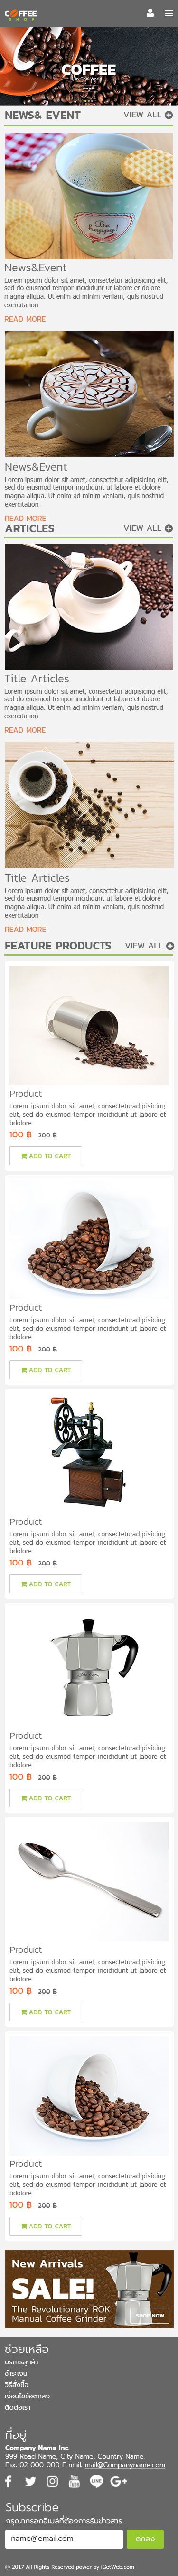 COFFEE
SHOP
COFFEE
NEWS& EVENT
VIEW ALL
Be Happy!
News&Event
Lorem ipsum dolor sit amet, consectetur adipisicing elit,
sed do eiusmod tempor incididunt ut labore et dolore
magna aliqua. Ut enim ad minim veniam, quis nostrud
exercitation
READ MORE
News&Event
Lorem ipsum dolor sit amet, consectetur adipisicing elit,
sed do eiusmod tempor incididunt ut labore et dolore
magna aliqua. Ut enim ad minim veniam, quis nostrud
exercitation
READ MORE
ARTICLES
VIEW ALL
Title Articles
Lorem ipsum dolor sit amet, consectetur adipisicing elit,
sed do eiusmod tempor incididunt ut labore et dolore
magna aliqua. Ut enim ad minim veniam, quis nostrud
exercitation
READ MORE
Title Articles
Lorem ipsum dolor sit amet, consectetur adipisicing elit,
sed do eiusmod tempor incididunt ut labore et dolore
magna aliqua. Ut enim ad minim veniam, quis nostrud
exercitation
READ MORE
FEATURE PRODUCTS
VIEW ALL
Product
Lorem ipsum dolor sit amet, consecteturadipisicing
elit, sed do eiusmod tempor incididunt ut labore et
bdolore
100 ฿ 200 ฿
ADD TO CART
Product
Lorem ipsum dolor sit amet, consecteturadipisicing
elit, sed do eiusmod tempor incididunt ut labore et
bdolore
100 ฿ 200 ฿
ADD TO CART
Product
Lorem ipsum dolor sit amet, consecteturadipisicing
elit, sed do eiusmod tempor incididunt ut labore et
bdolore
100 ฿ 200 ฿
ADD TO CART
Product
Lorem ipsum dolor sit amet, consecteturadipisicing
elit, sed do eiusmod tempor incididunt ut labore et
bdolore
100 ฿ 200 ฿
ADD TO CART
Product
Lorem ipsum dolor sit amet, consecteturadipisicing
elit, sed do eiusmod tempor incididunt ut labore et
bdolore
100 ฿ 200 ฿
ADD TO CART
Product
Lorem ipsum dolor sit amet, consecteturadipisicing
elit, sed do eiusmod tempor incididunt ut labore et
bdolore
100 ฿ 200 ฿
ADD TO CART
New Arrivals
SALE!
The Revolutionary ROK
Manual Coffee Grinder
SHOP NOW
ช่วยเหลือ
บริการลูกค้า
ชำระเงิน
วิธีสั่งซื้อ
เงื่อนไขข้อตกลง
ติดต่อเรา
ที่อยู่
Company Name Inc.
999 Road Name, City Name, Country Name.
Fax: 02-000-000 E-mail: mail@Companyname.com
Subscribe
กรุณากรอกอีเมล์ที่ต้องการรับข่าวสาร
name@email.com
ตกลง
© 2017 All Rights Reserved power by iGetWeb.com